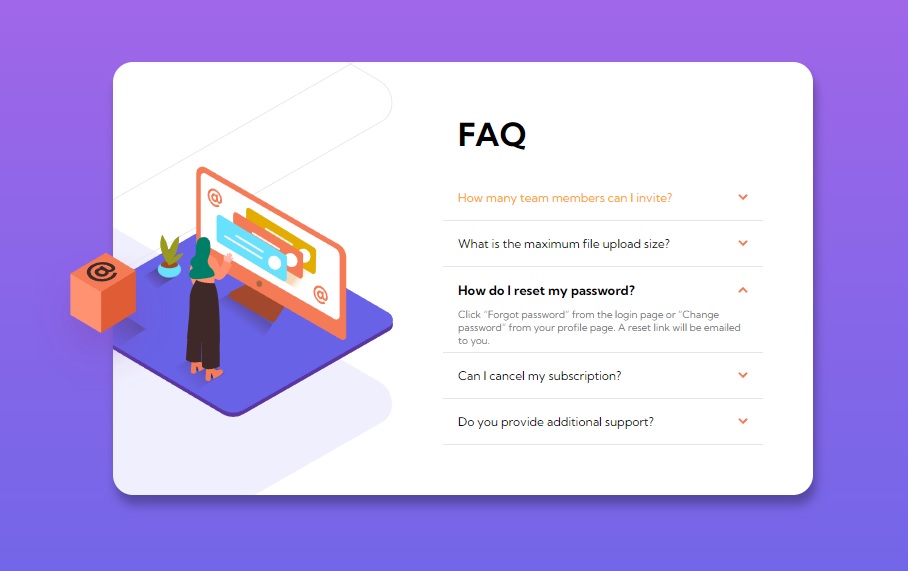 FAQ
How many team members can I invite?
What is the maximum file upload size?
How do I reset my password?
Click “Forgot password” from the login page or “Change
password” from your profile page. A reset link will be emailed
to you.
Can I cancel my subscription?
Do you provide additional support?
@
@
@